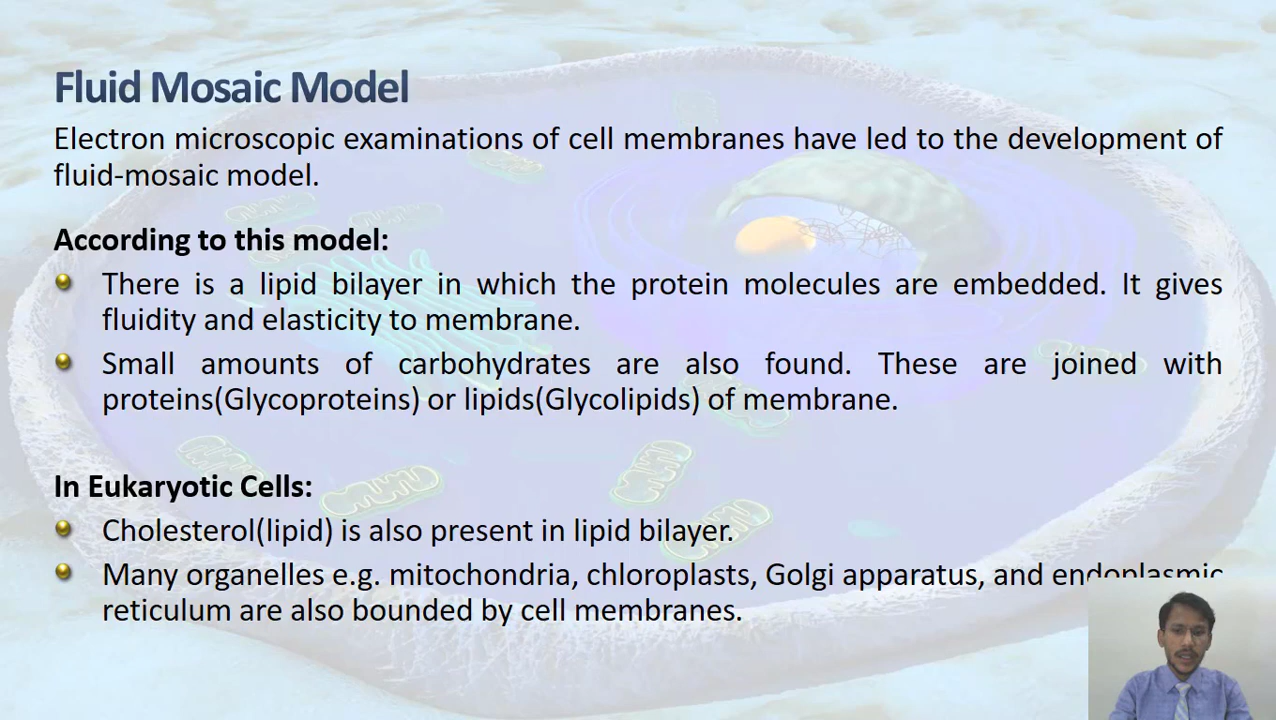 Fluid Mosaic Model
Electron microscopic examinations of cell membranes have led to the development of
fluid-mosaic model.
According to this model:
There is a lipid bilayer in which the protein molecules are embedded. It gives
fluidity and elasticity to membrane.
Small amounts of carbohydrates are also found. These are joined with
proteins(Glycoproteins) or lipids(Glycolipids) of membrane.
In Eukaryotic Cells:
Cholesterol(lipid) is also present in lipid bilayer.
Many organelles e.g. mitochondria, chloroplasts, Golgi apparatus, and endoplasmic
reticulum are also bounded by cell membranes.